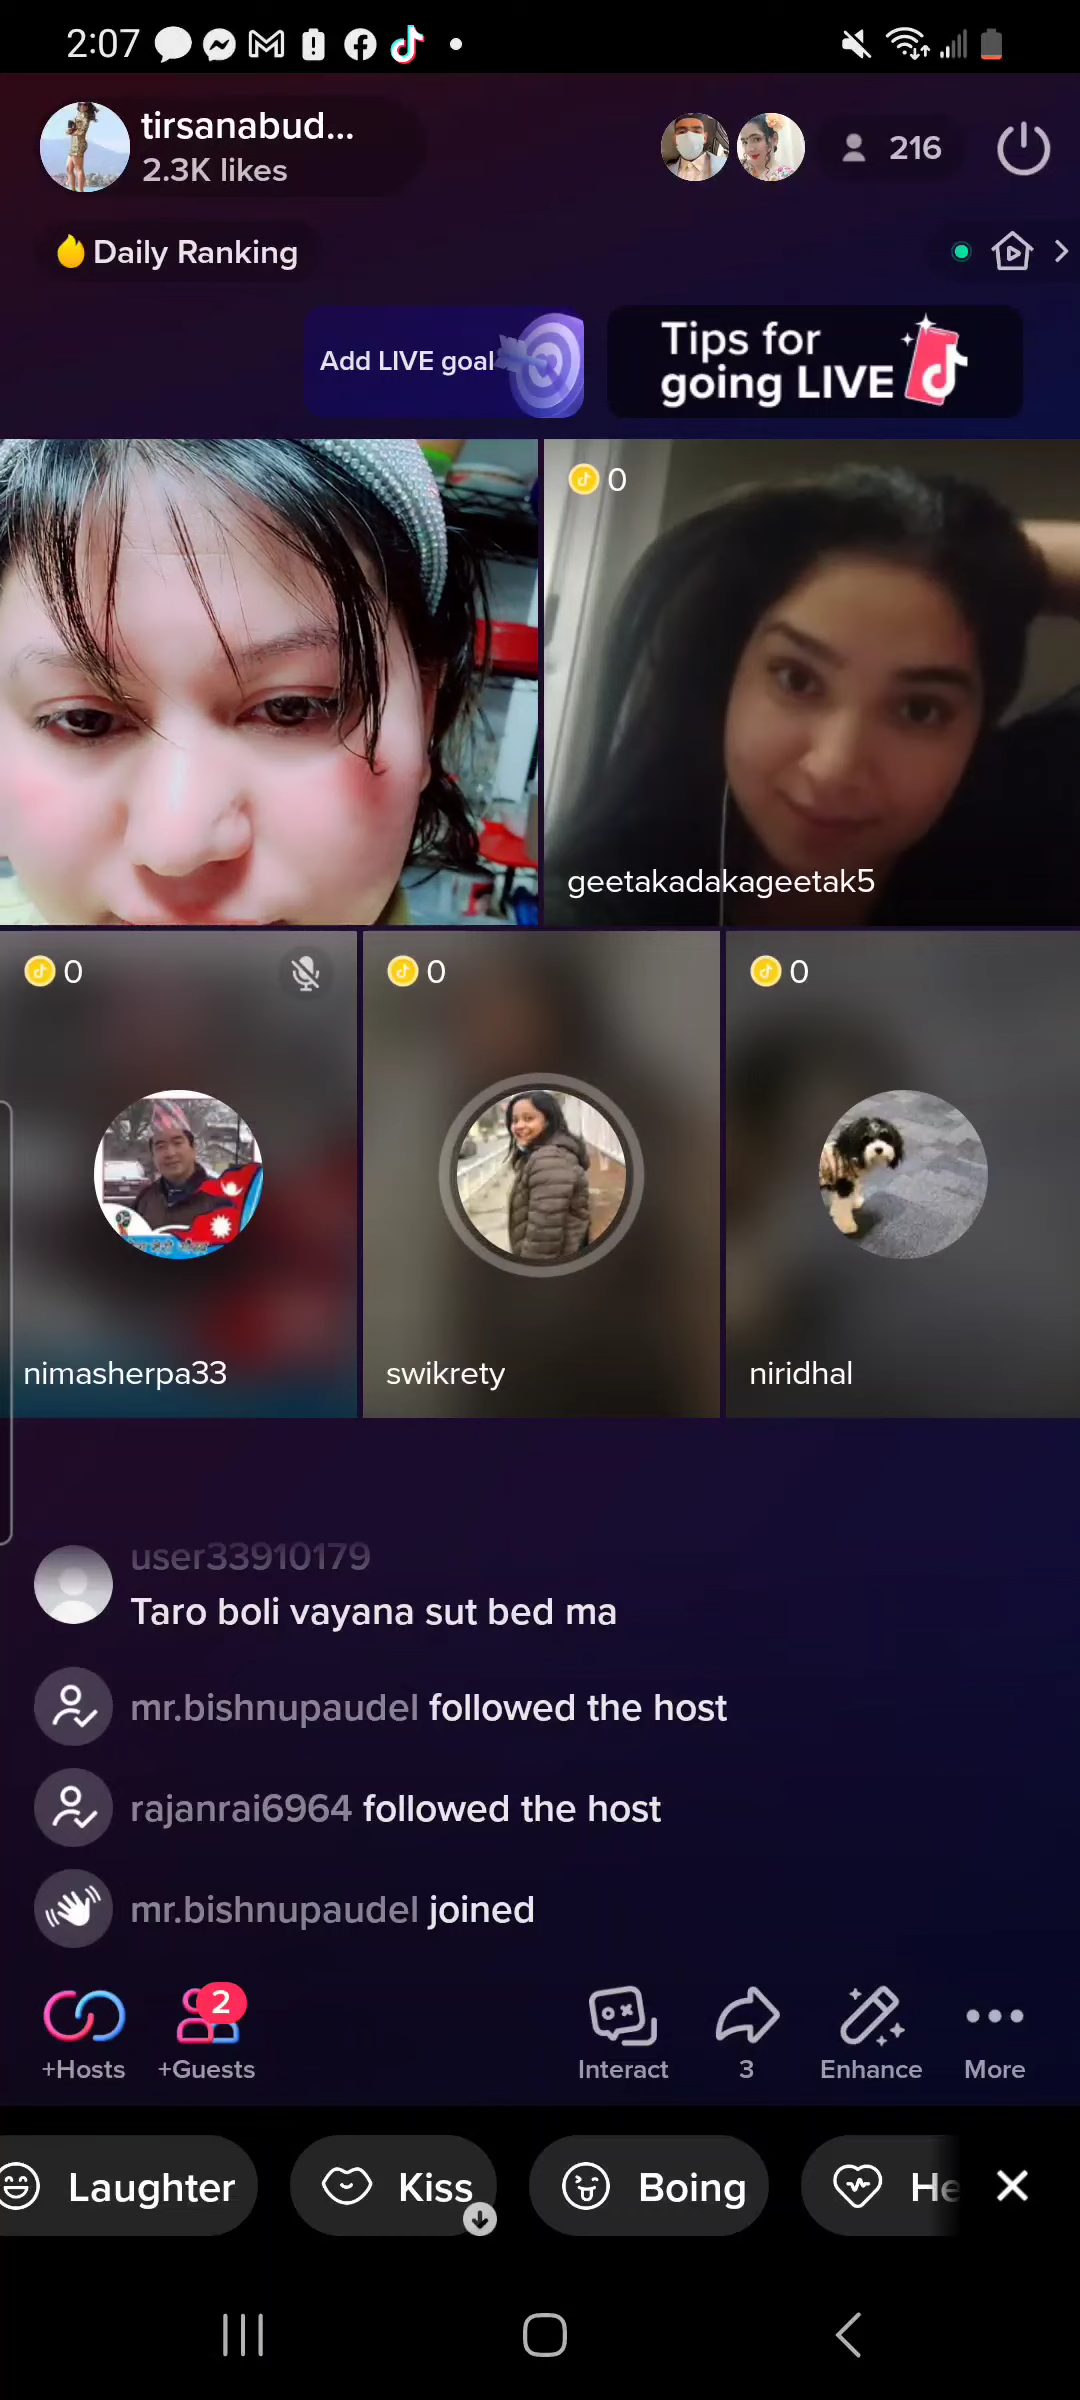 2:07
tirsanabud...
2.3K likes
216
Daily Ranking
Add LIVE goal
Tips for
going LIVE
0
geetakadakageetak5
0
0
0
nimasherpa33
swikrety
niridhal
user33910179
Taro boli vayana sut bed ma
mr.bishnupaudel followed the host
rajanrai6964 followed the host
mr.bishnupaudel joined
2
+Hosts
+Guests
Interact
3
Enhance
More
Laughter
Kiss
Boing
He